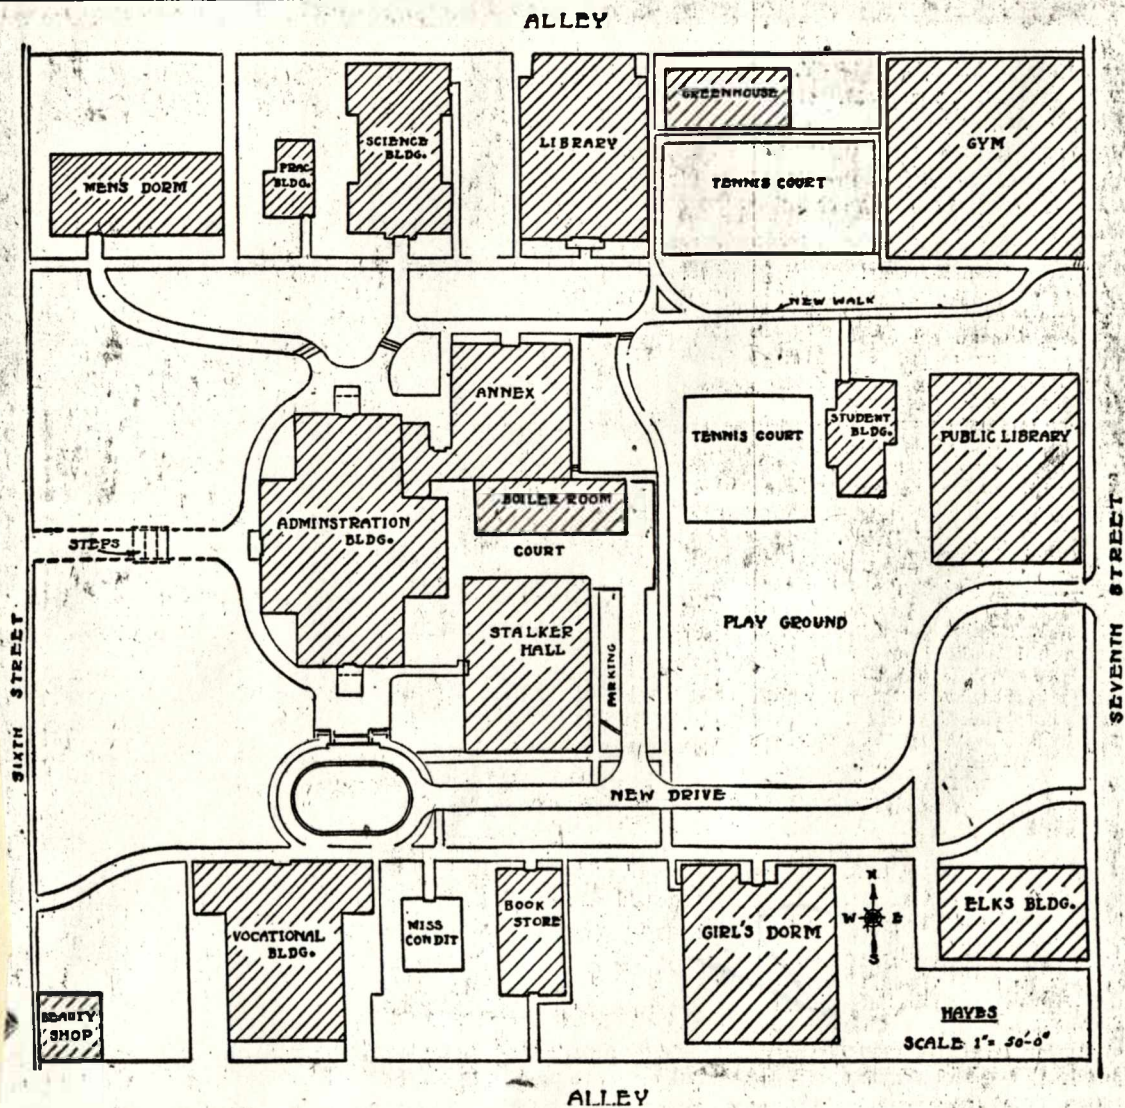 ALLEY
GREENHOUSE
SCIENCE
BLDG.
LIBRARY
GYM
PRAC.
BLDG.
MEN'S DORM
TENNIS COURT
NEW WALK
ANNEX
STUDENT
BLDG.
TENNIS COURT
PUBLIC LIBRARY
BOILER ROOM
ADMINSTRATION
BLDG.
STEPS
COURT
SEVENTH STREET
PLAY GROUND
STALKER
HALL
PARKING
SIXTH STREET
NEW DRIVE
N
W E
S
BOOK
STORE
ELKS BLDG.
MISS
CONDIT
GIRL'S DORM
VOCATIONAL
BLDG.
BEAUTY
SHOP
HAYES
SCALE 1"= 50'-0"
ALLEY